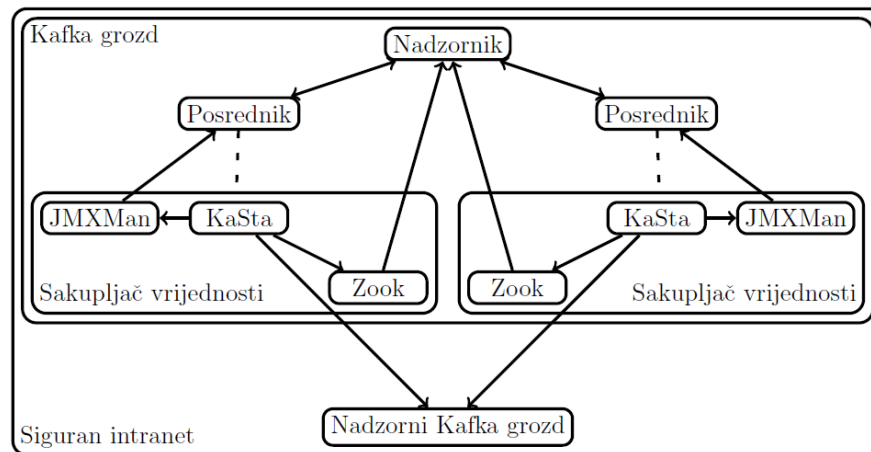 Kafka grozd
Nadzornik
Posrednik
Posrednik
JMXMan
KaSta
KaSta
JMXMan
Zook
Zook
Sakupljač vrijednosti
Sakupljač vrijednosti
Nadzorni Kafka grozd
Siguran intranet